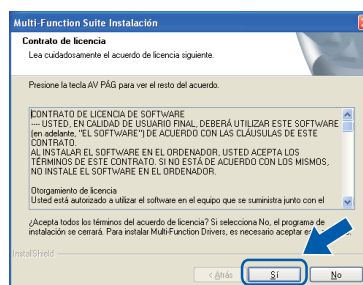 Multi-Function Suite Instalación
Contrato de licencia
Lea cuidadosamente el acuerdo de licencia siguiente.
Presione la tecla AV PÁG para ver el resto del acuerdo.
CONTRATO DE LICENCIA DE SOFTWARE
---- USTED, EN CALIDAD DE USUARIO FINAL, DEBERÁ UTILIZAR ESTE SOFTWARE
(en adelante, "EL SOFTWARE") DE ACUERDO CON LAS CLÁUSULAS DE ESTE
CONTRATO.
AL INSTALAR EL SOFTWARE EN EL ORDENADOR, USTED ACEPTA LOS
TÉRMINOS DE ESTE CONTRATO. SI NO ESTÁ DE ACUERDO CON LOS MISMOS,
NO INSTALE EL SOFTWARE EN EL ORDENADOR.
Otorgamiento de licencia
Usted está autorizado a utilizar el software en el equipo que se suministra junto con el
¿Acepta todos los términos del acuerdo de licencia? Si selecciona No, el programa de
instalación se cerrará. Para instalar Multi-Function Drivers, es necesario aceptar
InstallShield
< Atrás
Sí
No